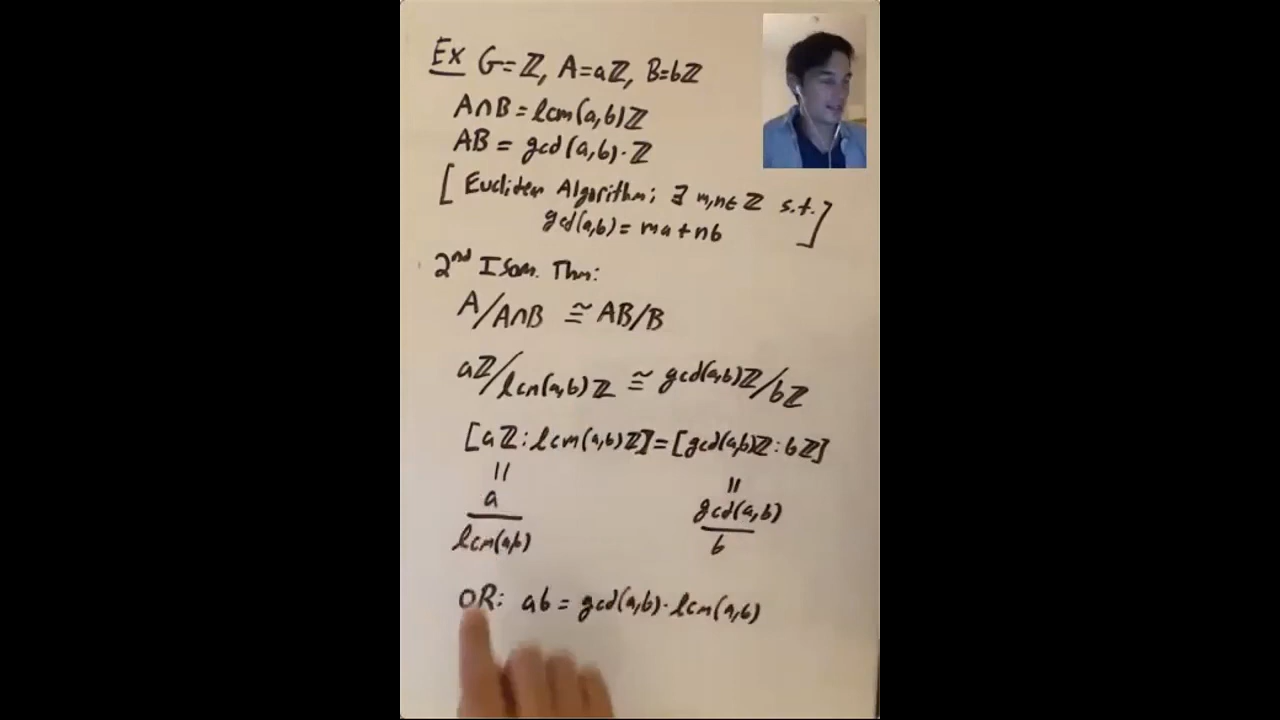 Ex G=ℤ, A=aℤ, B=bℤ
A∩B = lcm(a,b)ℤ
AB = gcd(a,b)·ℤ
[Euclidean Algorithm: ∃ m,n∈ℤ s.t.
gcd(a,b) = ma + nb]
2nd Isom. Thm:
A/A∩B ≅ AB/B
aℤ/lcm(a,b)ℤ ≅ gcd(a,b)ℤ/bℤ
[aℤ : lcm(a,b)ℤ] = [gcd(a,b)ℤ : bℤ]
= =
a gcd(a,b)
lcm(a,b) b
OR: ab = gcd(a,b)·lcm(a,b)